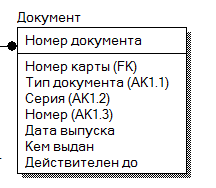 Документ
Номер документа
Номер карты (FK)
Тип документа (AK1.1)
Серия (AK1.2)
Номер (AK1.3)
Дата выпуска
Кем выдан
Действителен до